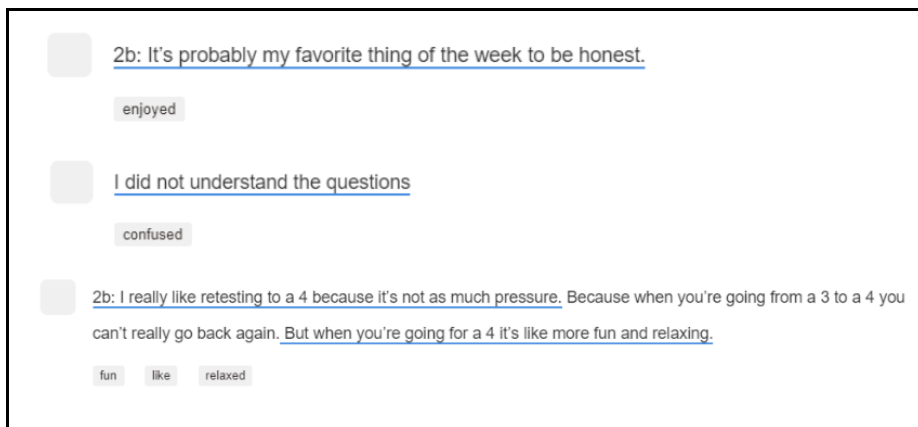 2b: It's probably my favorite thing of the week to be honest.
enjoyed
I did not understand the questions
confused
2b: I really like retesting to a 4 because it's not as much pressure. Because when you're going from a 3 to a 4 you
can't really go back again. But when you're going for a 4 it's like more fun and relaxing.
fun like relaxed